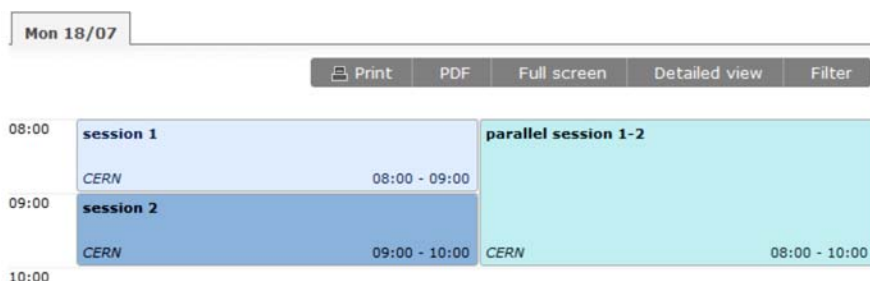 Mon 18/07
Print PDF Full screen Detailed view Filter
08:00
session 1
CERN 08:00 - 09:00
parallel session 1-2
CERN 08:00 - 10:00
09:00
session 2
CERN 09:00 - 10:00
10:00